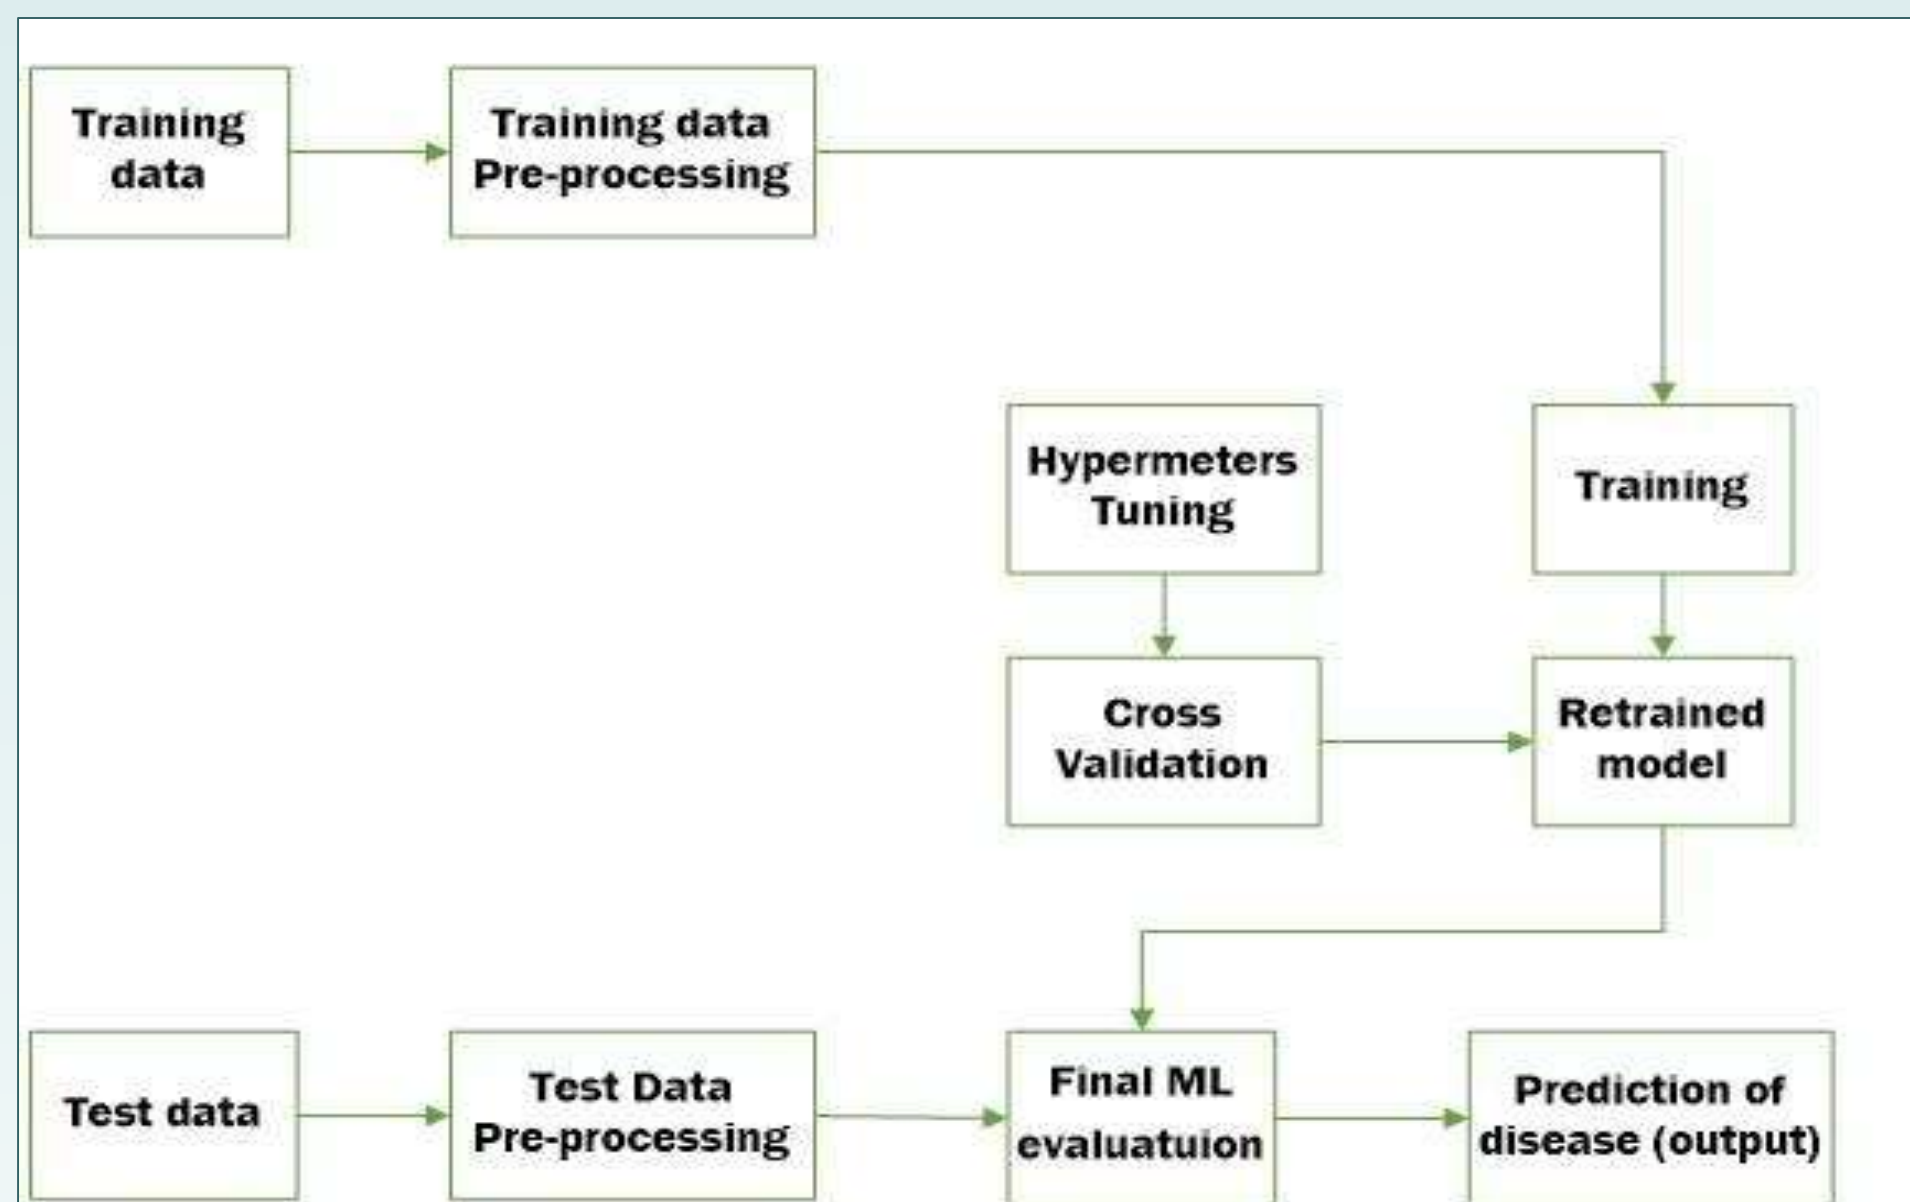 Training
data
Training data
Pre-processing
Hypermeters
Tuning
Training
Cross
Validation
Retrained
model
Test data
Test Data
Pre-processing
Final ML
evaluatuion
Prediction of
disease (output)